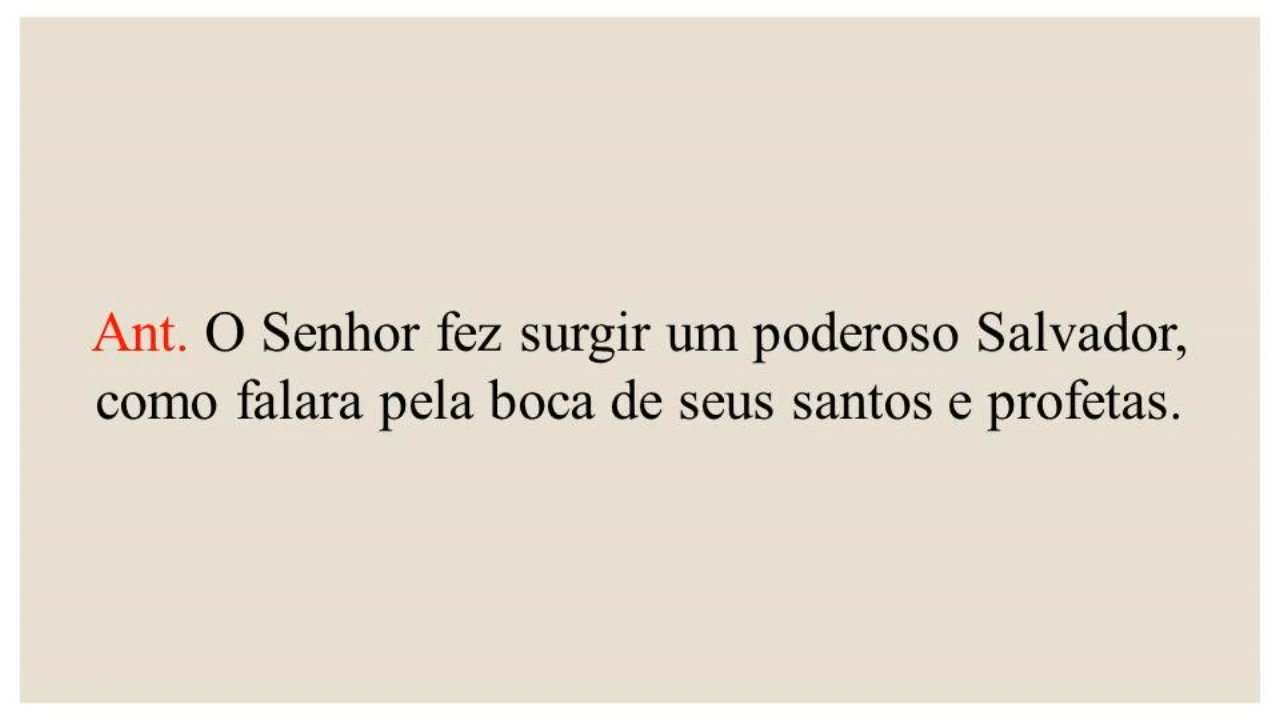 Ant. O Senhor fez surgir um poderoso Salvador,
como falara pela boca de seus santos e profetas.